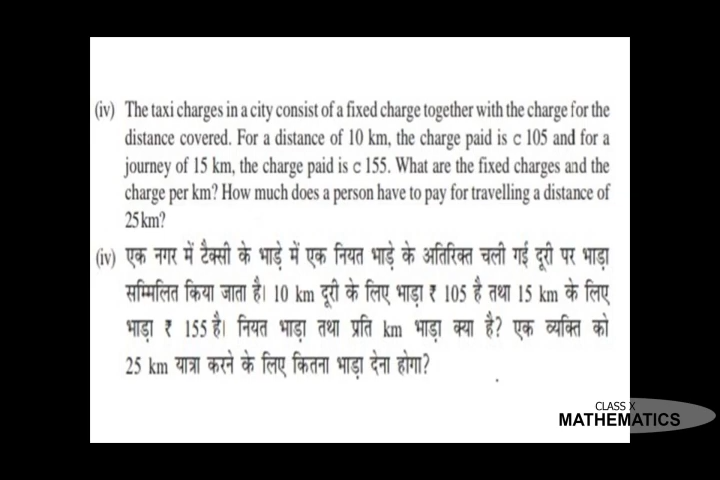 (iv) The taxi charges in a city consist of a fixed charge together with the charge for the
distance covered. For a distance of 10 km, the charge paid is c 105 and for a
journey of 15 km, the charge paid is c 155. What are the fixed charges and the
charge per km? How much does a person have to pay for travelling a distance of
25 km?
(iv) एक नगर में टैक्सी के भाड़े में एक नियत भाड़े के अतिरिक्त चली गई दूरी पर भाड़ा
सम्मिलित किया जाता है। 10 km दूरी के लिए भाड़ा ₹ 105 है तथा 15 km के लिए
भाड़ा ₹ 155 है। नियत भाड़ा तथा प्रति km भाड़ा क्या है? एक व्यक्ति को
25 km यात्रा करने के लिए कितना भाड़ा देना होगा?
CLASS X
MATHEMATICS